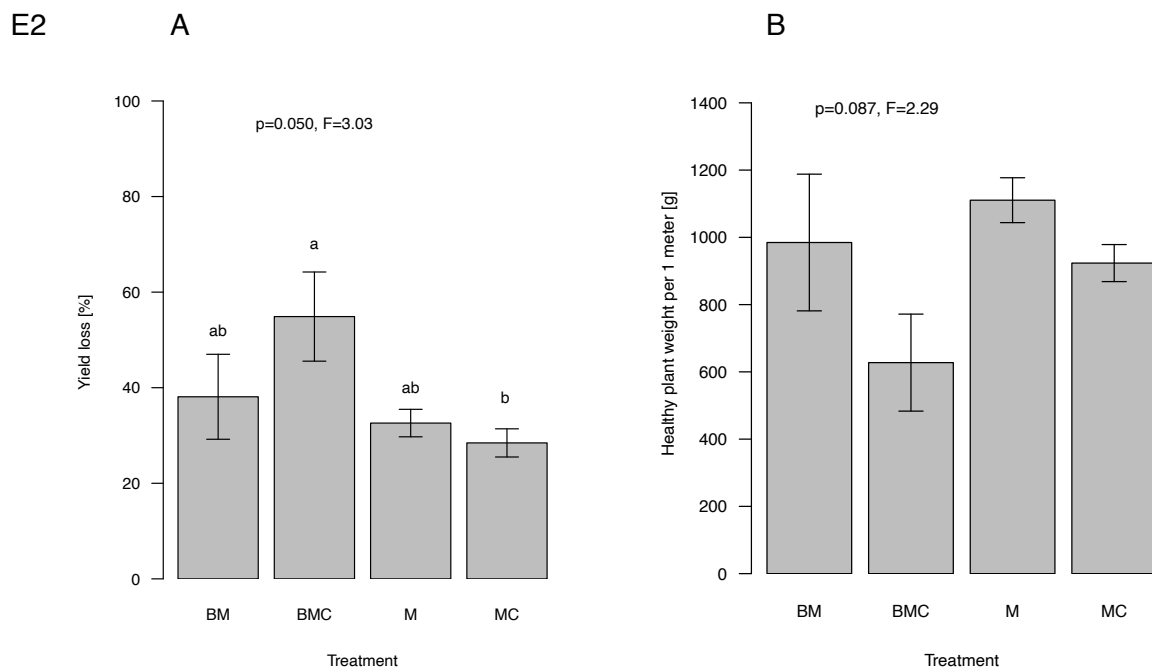 E2
A
B
p=0.050, F=3.03
p=0.087, F=2.29
Yield loss [%]
100
80
60
40
20
0
ab
a
ab
b
BM BMC M MC
Treatment
Healthy plant weight per 1 meter [g]
1400
1200
1000
800
600
400
200
0
BM BMC M MC
Treatment